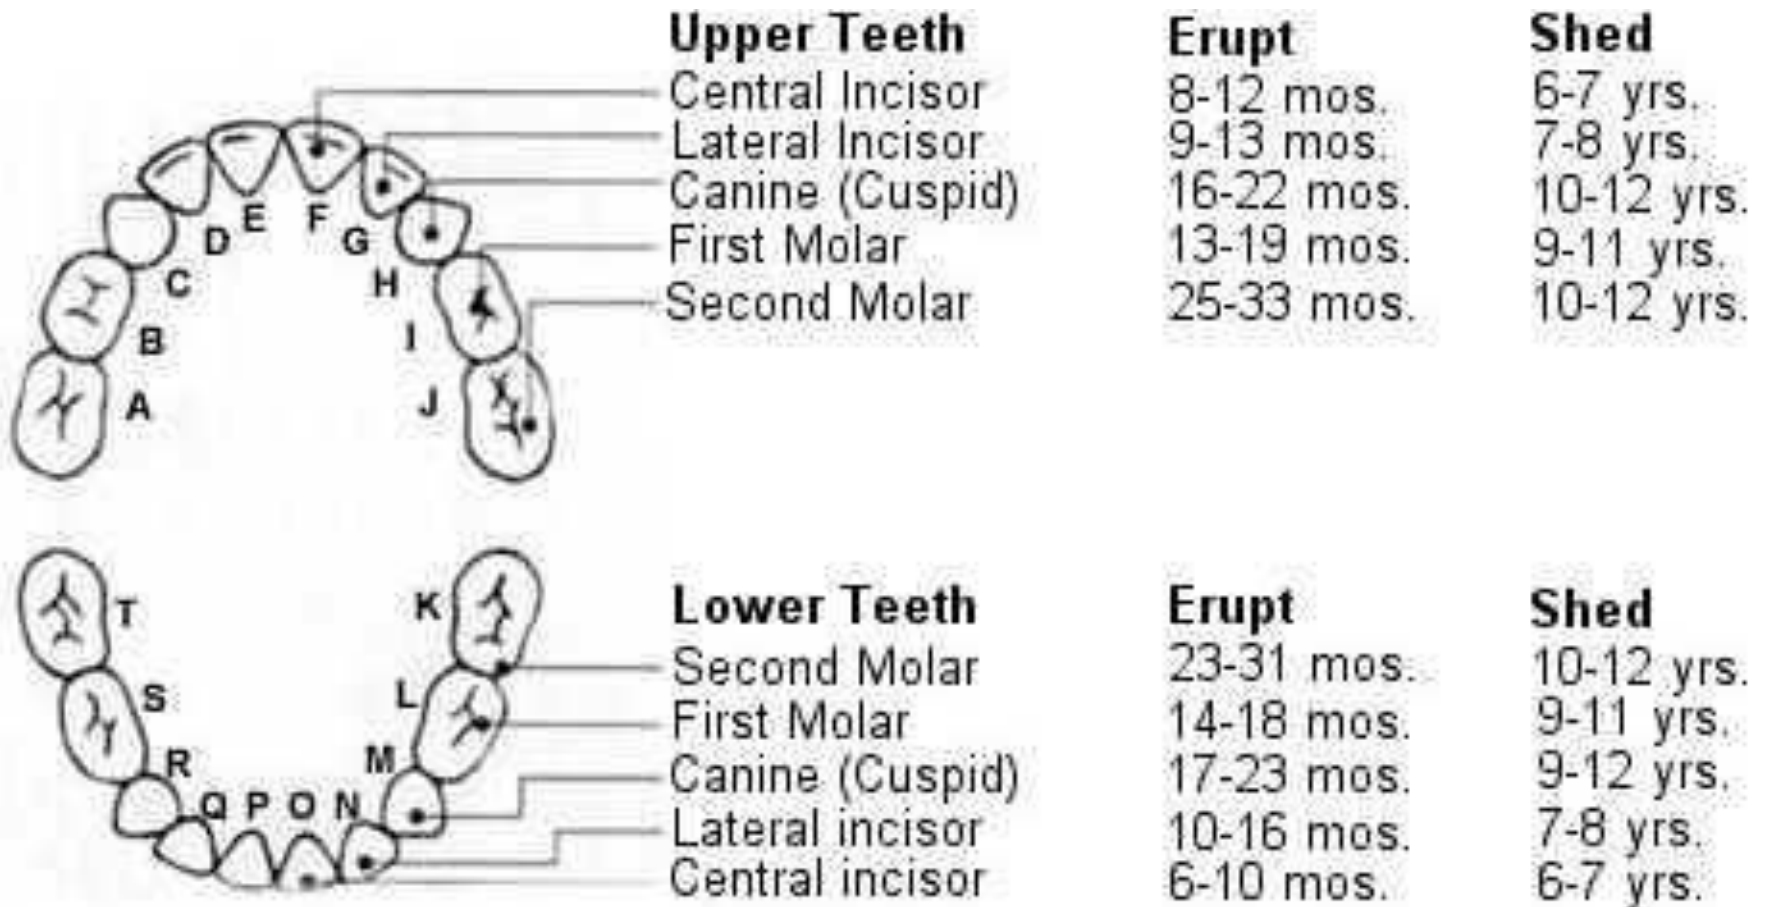 Upper Teeth Erupt Shed
Central Incisor 8-12 mos. 6-7 yrs.
Lateral Incisor 9-13 mos. 7-8 yrs.
Canine (Cuspid) 16-22 mos. 10-12 yrs.
First Molar 13-19 mos. 9-11 yrs.
Second Molar 25-33 mos. 10-12 yrs.
E F
D G
C H
B I
A J
Lower Teeth Erupt Shed
Second Molar 23-31 mos. 10-12 yrs.
First Molar 14-18 mos. 9-11 yrs.
Canine (Cuspid) 17-23 mos. 9-12 yrs.
Lateral incisor 10-16 mos. 7-8 yrs.
Central incisor 6-10 mos. 6-7 yrs.
T K
S L
R M
Q P O N